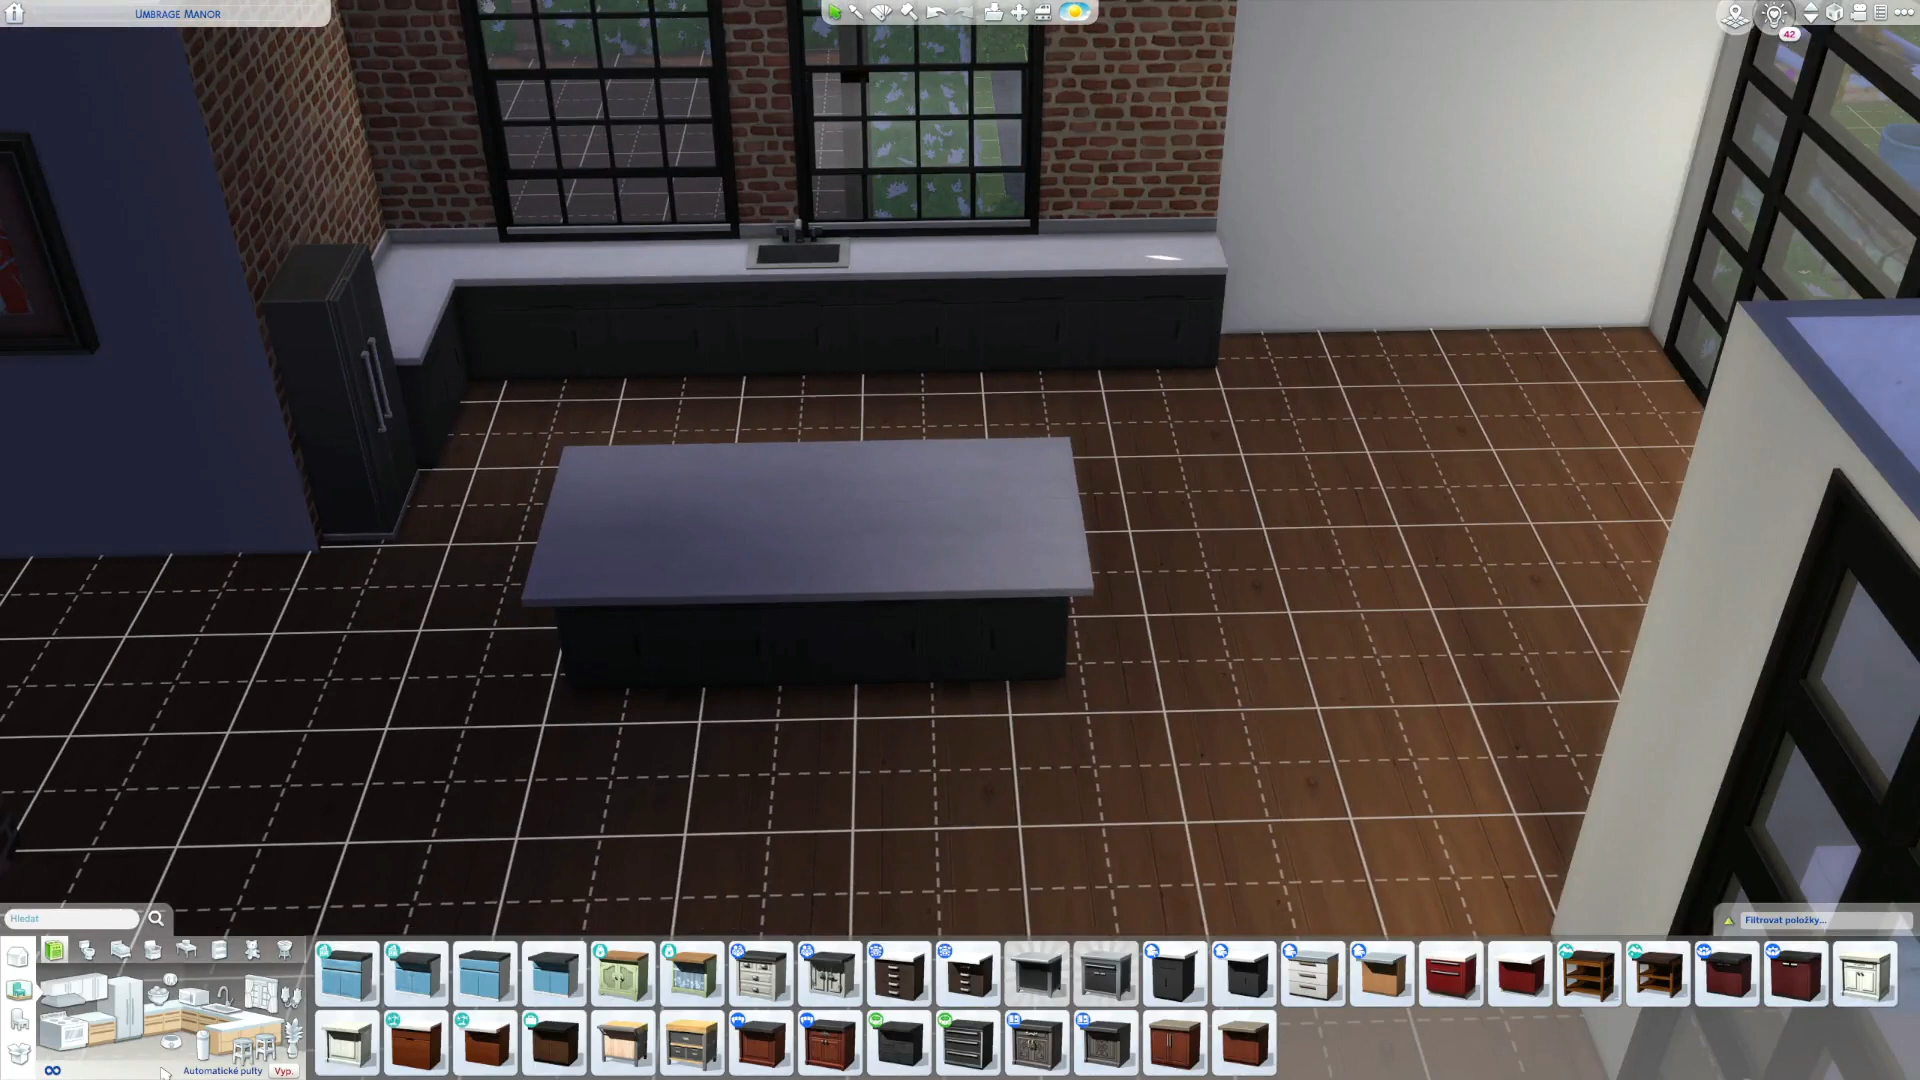 Umbrage Manor
42
Hledat
Filtrovat položky...
Automatické pulty
Vyp.